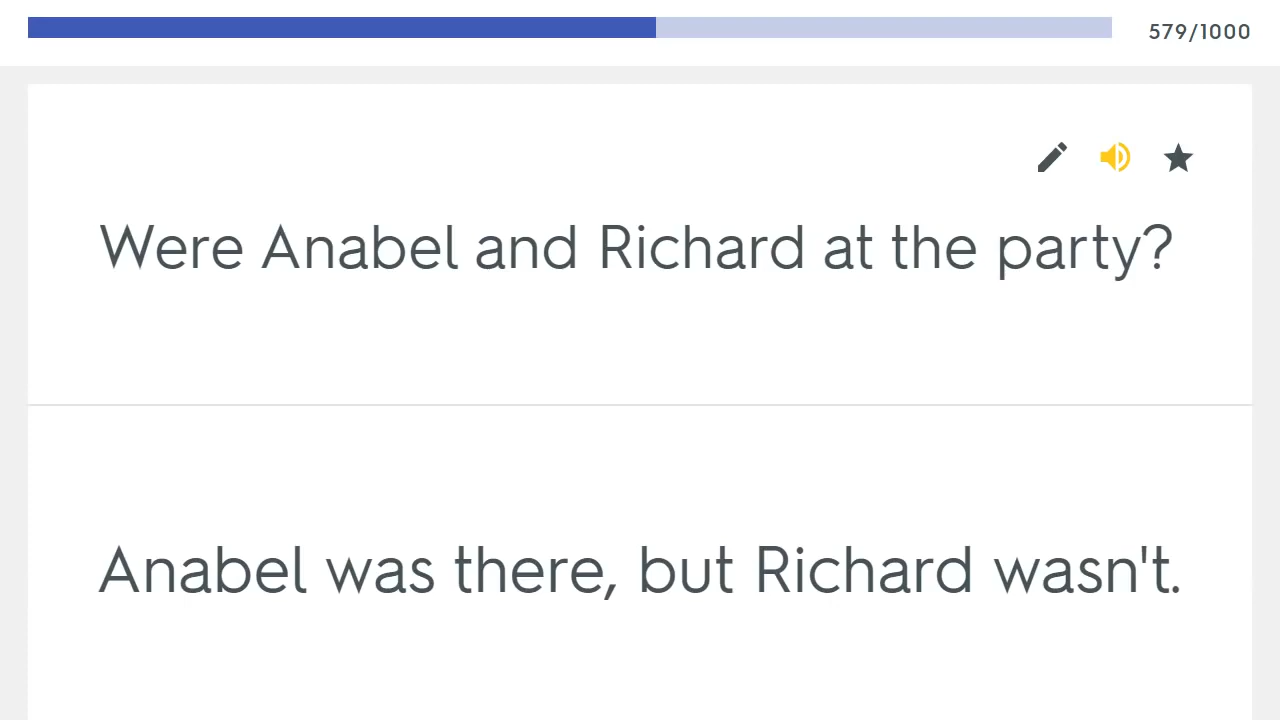 579/1000
Were Anabel and Richard at the party?
Anabel was there, but Richard wasn't.